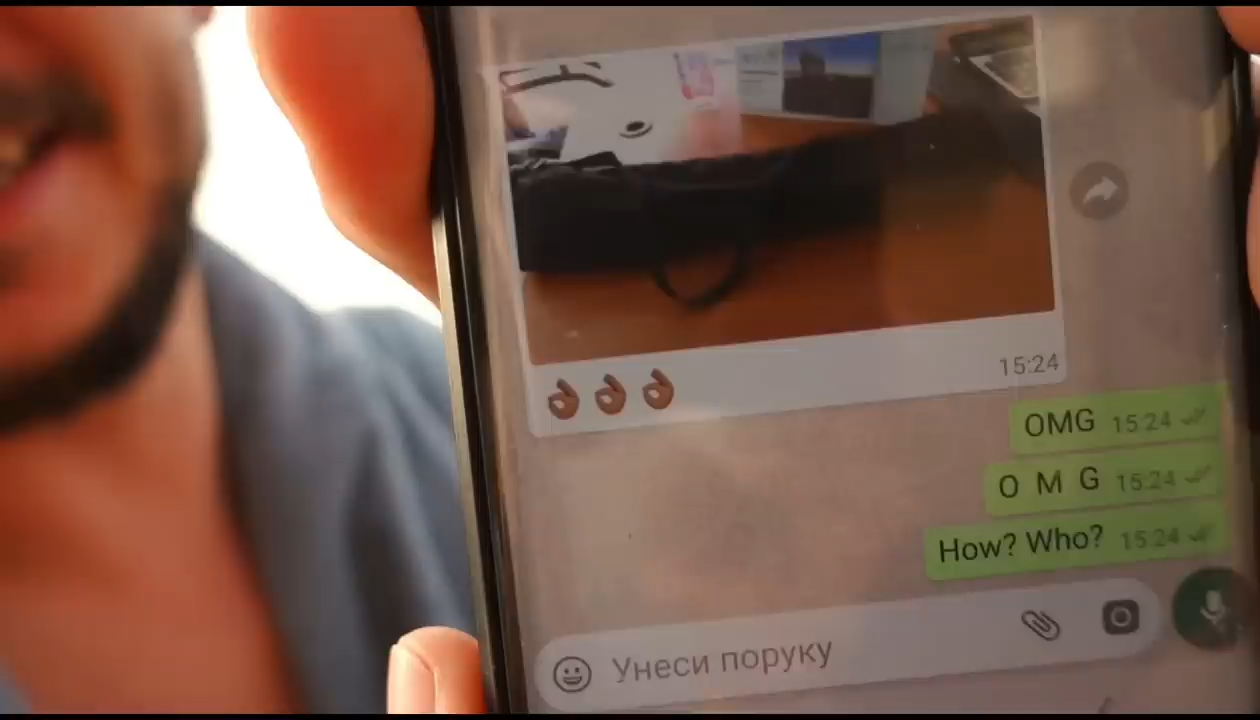 👌🏾👌🏾👌🏾
15:24
OMG 15:24
O M G 15:24
How? Who? 15:24
Унеси поруку